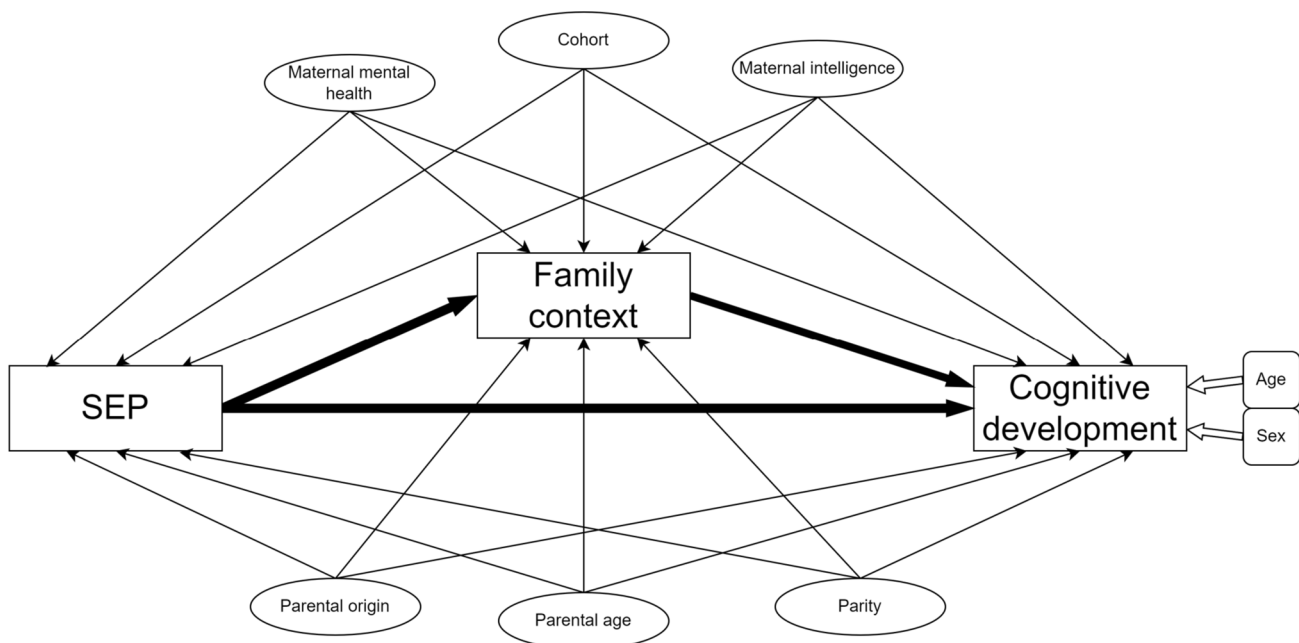 Cohort
Maternal mental
health
Maternal intelligence
Family
context
SEP
Cognitive
development
Age
Sex
Parental origin
Parental age
Parity